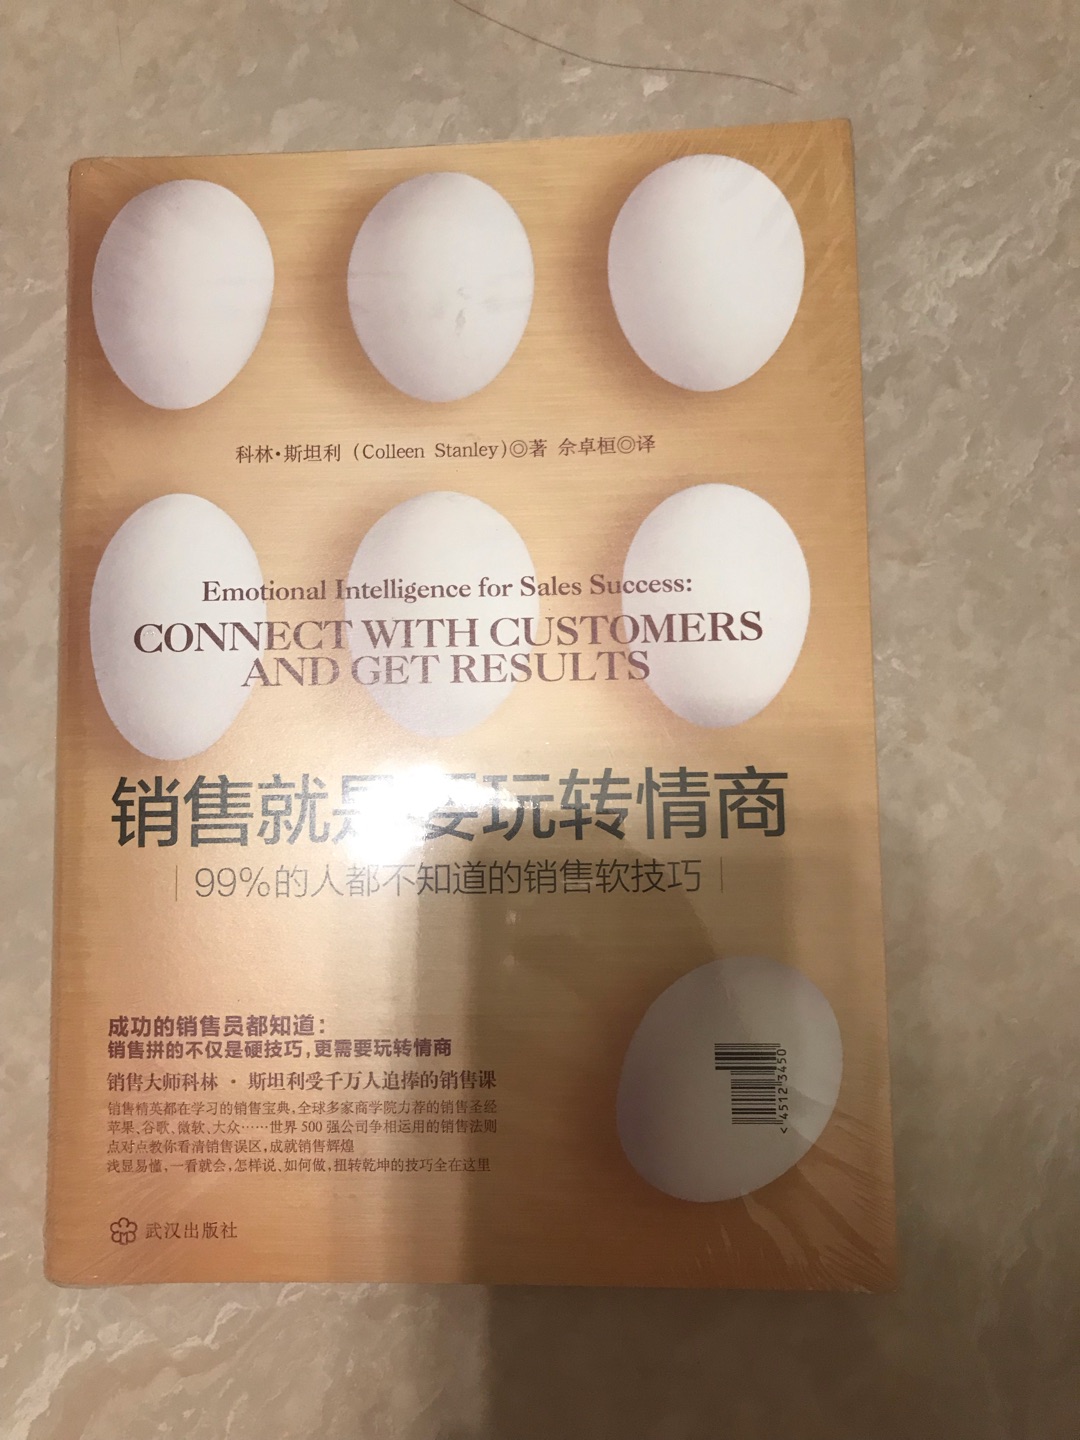 科林·斯坦利（Colleen Stanley）◎著 佘卓桓◎译
Emotional Intelligence for Sales Success:
CONNECT WITH CUSTOMERS
AND GET RESULTS
销售就是要玩转情商
99%的人都不知道的销售软技巧
成功的销售员都知道：
销售拼的不仅是硬技巧，更需要玩转情商
销售大师科林·斯坦利受千万人追捧的销售课
销售精英都在学习的销售宝典，全球多家商学院力荐的销售圣经
苹果、谷歌、微软、大众……世界500强公司争相运用的销售法则
点对点教你看清销售误区，成就销售辉煌
浅显易懂，一看就会，怎样说、如何做，扭转乾坤的技巧全在这里
< 4512 3450
武汉出版社